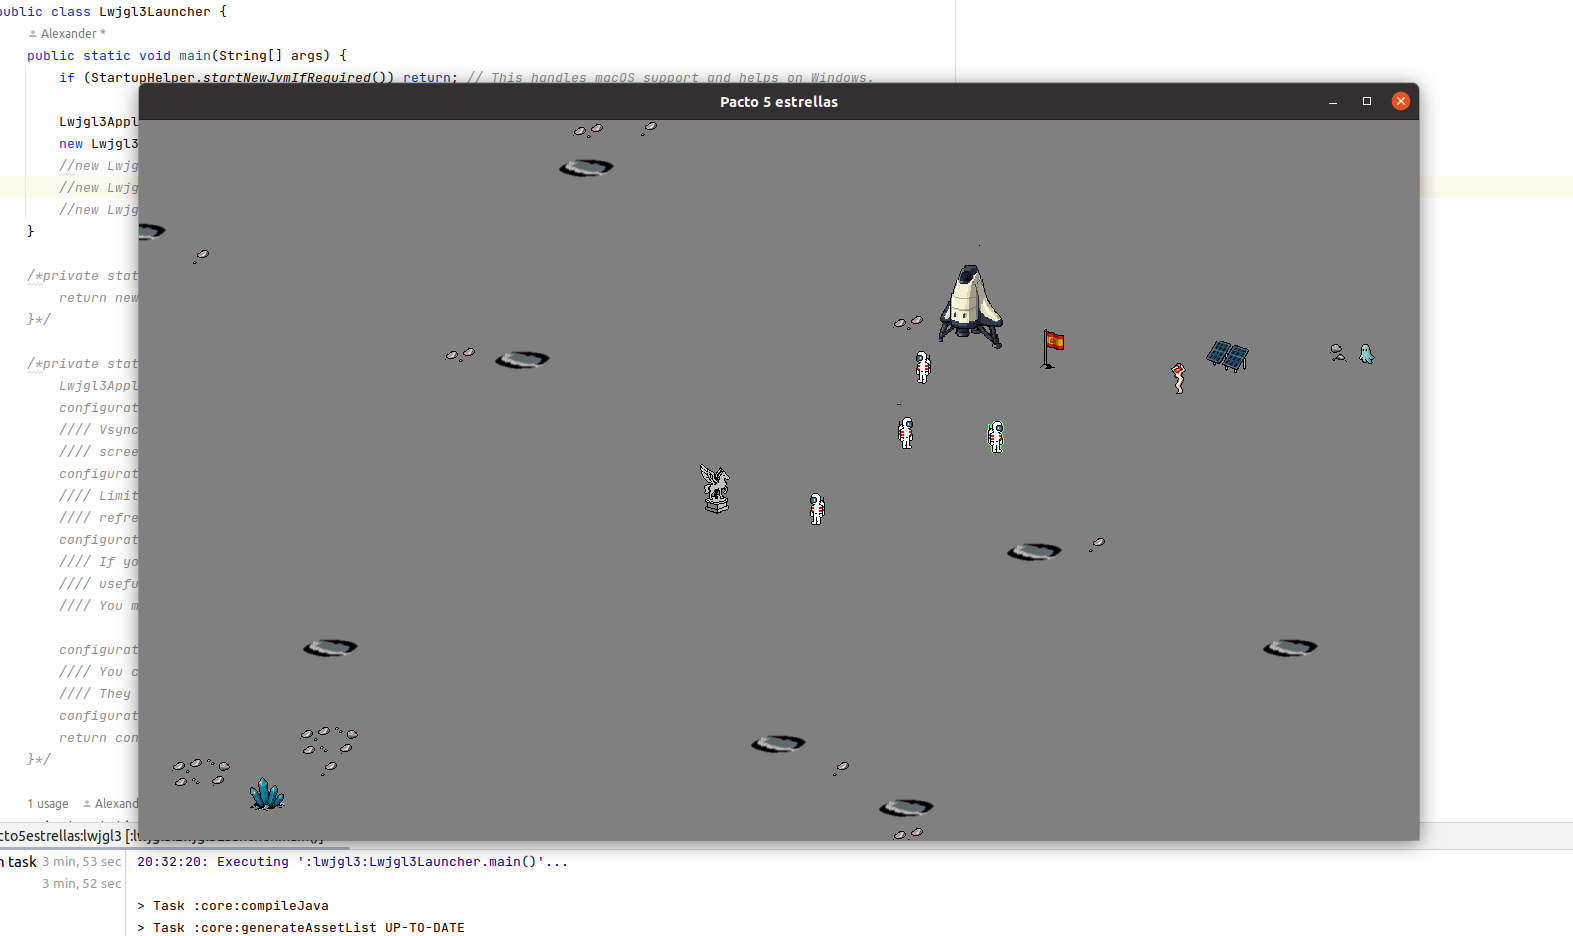 public class Lwjgl3Launcher {
Alexander *
public static void main(String[] args) {
if (StartupHelper.startNewJvmIfRequired()) return; // This handles macOS support and helps on Windows.
Pacto 5 estrellas
Lwjgl3Appl
new Lwjgl3
//new Lwjg
//new Lwjg
//new Lwjg
}
/*private stat
return new
}*/
/*private stat
Lwjgl3Appl
configurat
//// Vsync
//// scree
configurat
//// Limit
//// refre
configurat
//// If yo
//// usefu
//// You m
configurat
//// You c
//// They
configurat
return con
}*/
1 usage Alexand
cto5estrellas:lwjgl3 [:lwjgl3:Lwjgl3Launcher.main()]
n task 3 min, 53 sec
20:32:20: Executing ':lwjgl3:Lwjgl3Launcher.main()'...
3 min, 52 sec
> Task :core:compileJava
> Task :core:generateAssetList UP-TO-DATE